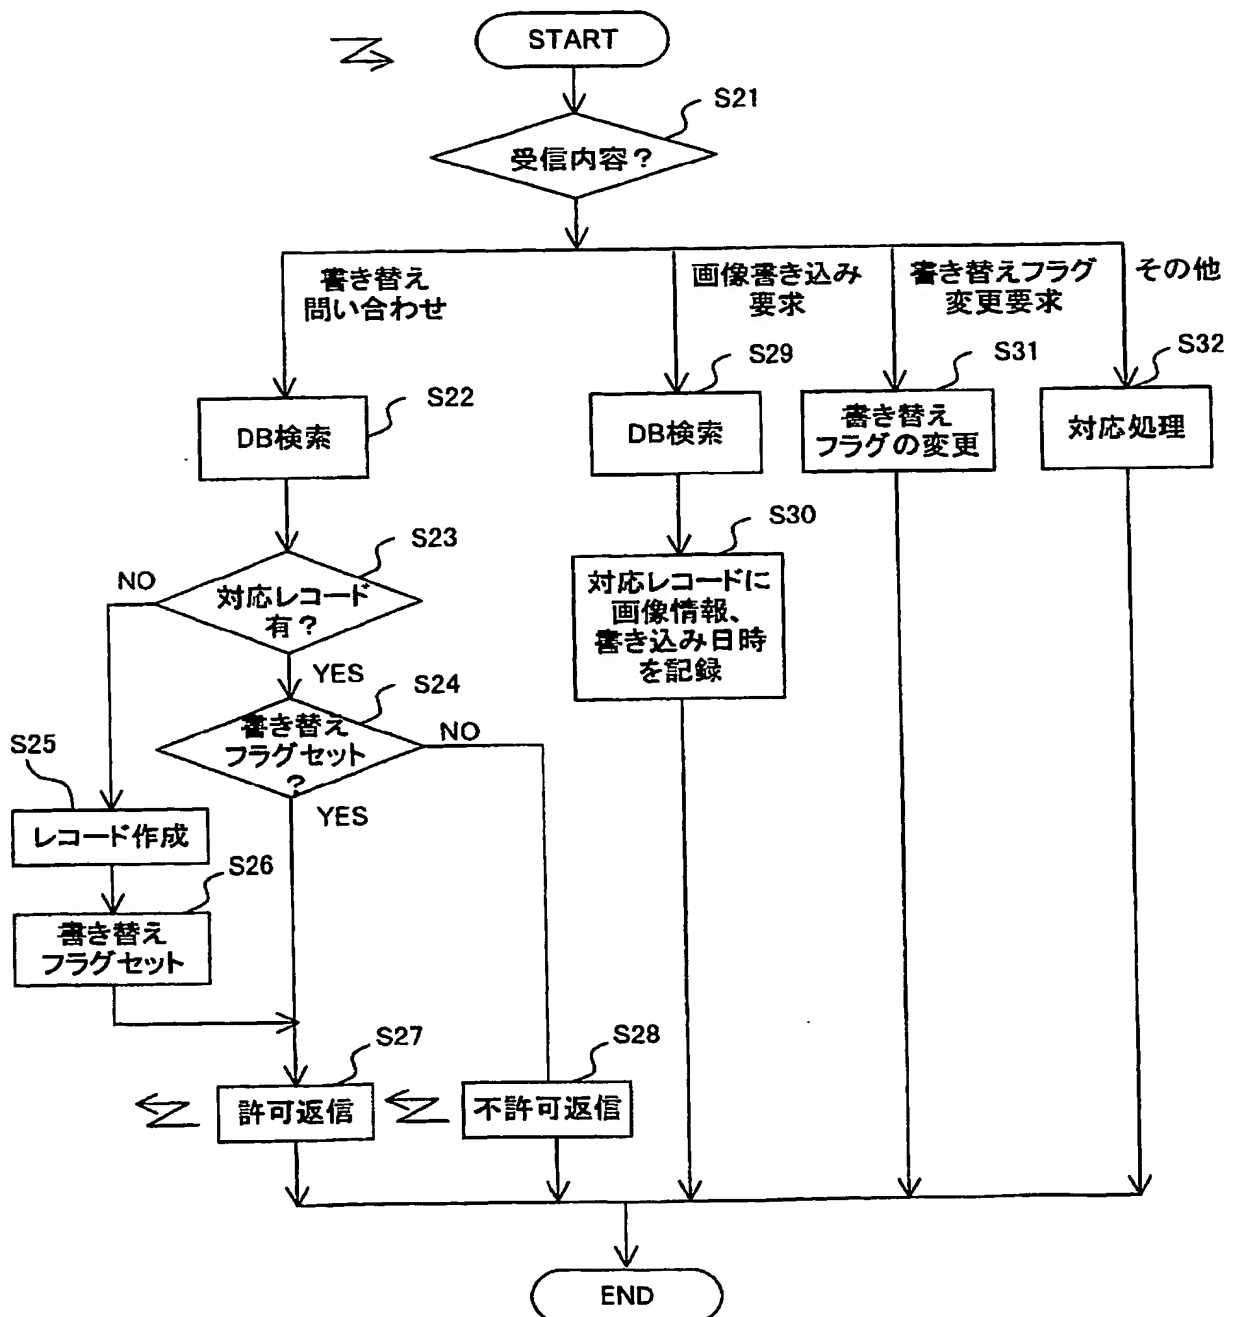 START
S21
受信内容？
書き替え
問い合わせ
画像書き込み
要求
書き替えフラグ
変更要求
その他
S22
DB検索
S29
DB検索
S31
書き替え
フラグの変更
S32
対応処理
S23
対応レコード
有？
NO
YES
S30
対応レコードに
画像情報、
書き込み日時
を記録
S24
書き替え
フラグセット
？
NO
YES
S25
レコード作成
S26
書き替え
フラグセット
S27
許可返信
S28
不許可返信
END